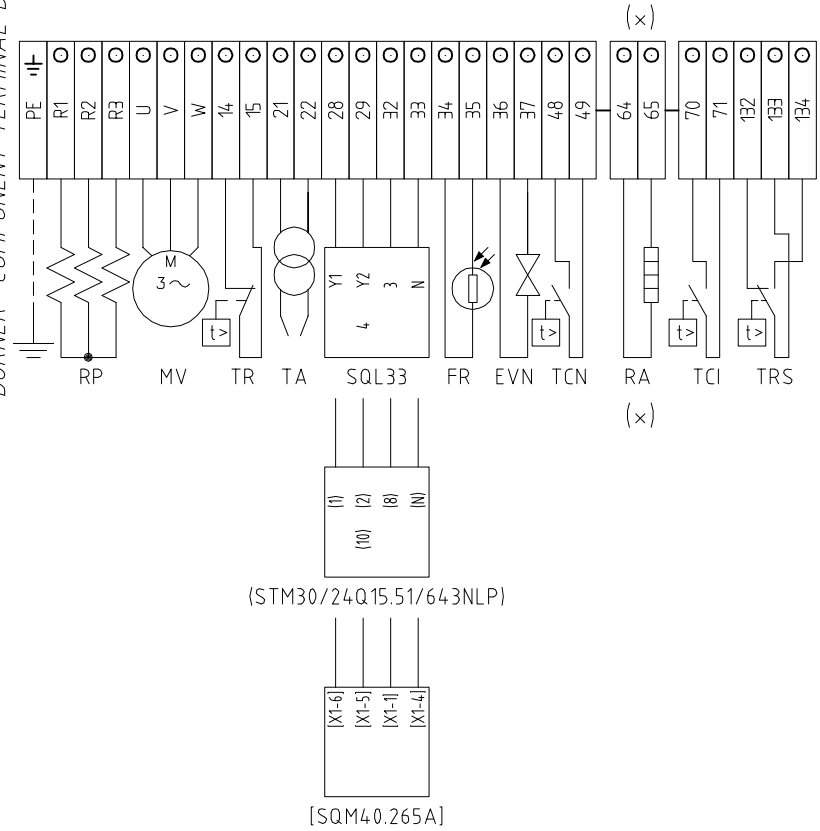 (x)
PE R1 R2 R3 U V W 14 15 21 22 28 29 32 33 34 35 36 37 48 49 64 65 70 71 132 133 134
M
3~
Y1 Y2 3 N
4
t> t> t> t>
RP MV TR TA SQL33 FR EVN TCN RA TCI TRS
(x)
(1) (2) (8) (N)
(10)
(STM30/24Q15.51/643NLP)
[X1-6] [X1-5] [X1-1] [X1-4]
[SQM40.265A]